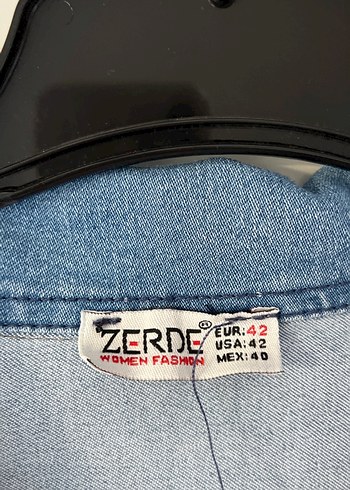 ZERDE®
WOMEN FASHION
EUR:42
USA:42
MEX:40